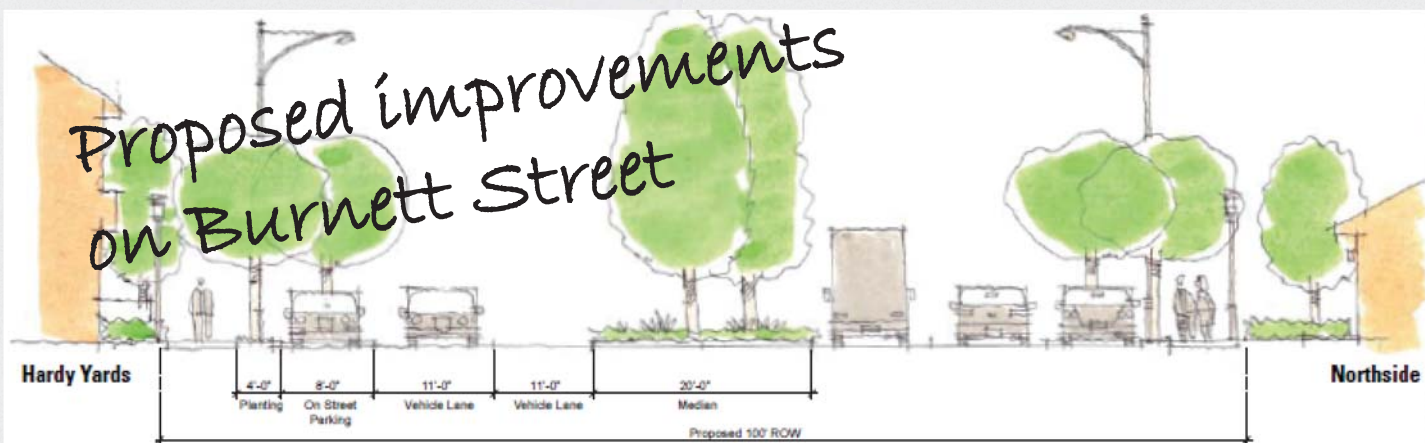 Proposed improvements
on Burnett Street
Hardy Yards
Northside
4'-0" 8'-0" 11'-0" 11'-0" 20'-0"
Planting On Street Parking Vehicle Lane Vehicle Lane Median
Proposed 100' ROW